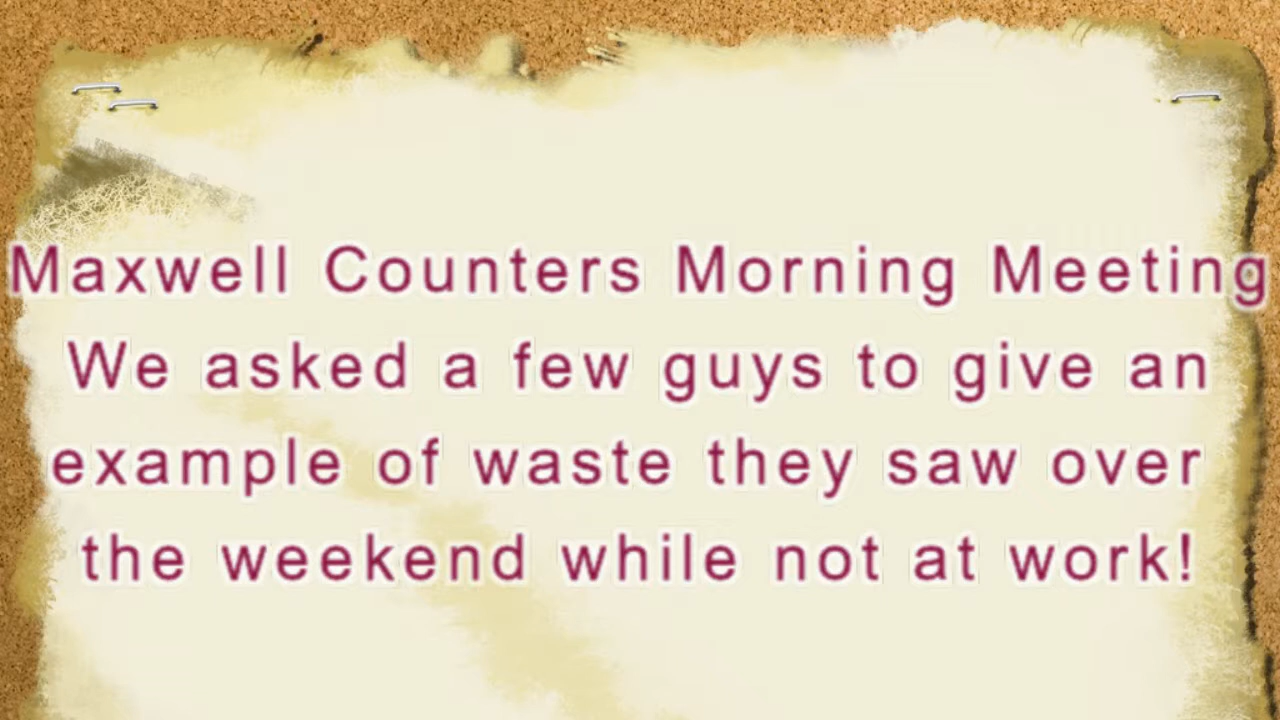 Maxwell Counters Morning Meeting
We asked a few guys to give an
example of waste they saw over
the weekend while not at work!